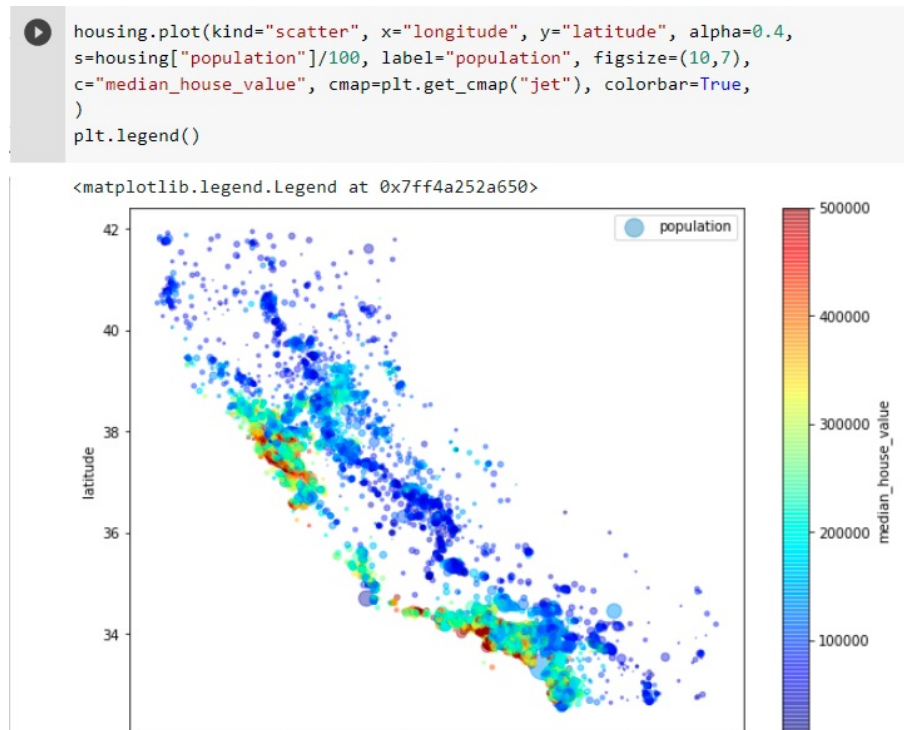 housing.plot(kind="scatter", x="longitude", y="latitude", alpha=0.4,
s=housing["population"]/100, label="population", figsize=(10,7),
c="median_house_value", cmap=plt.get_cmap("jet"), colorbar=True,
)
plt.legend()
<matplotlib.legend.Legend at 0x7ff4a252a650>
population
42
40
38
36
34
latitude
500000
400000
300000
200000
100000
median_house_value